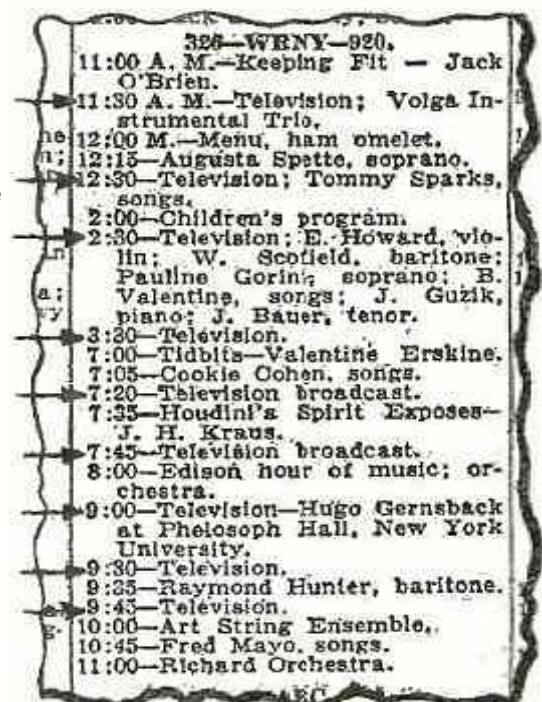 326—WRNY—920.
11:00 A. M.—Keeping Fit — Jack
O'Brien.
11:30 A. M.—Television; Volga In-
strumental Trio.
12:00 M.—Menu, ham omelet.
12:15—Augusta Spette, soprano.
12:30—Television; Tommy Sparks,
songs.
2:00—Children's program.
2:30—Television; E. Howard, vio-
lin; W. Scofield, baritone;
Pauline Gorin, soprano; B.
Valentine, songs; J. Guzik,
piano; J. Bauer, tenor.
3:30—Television.
7:00—Tidbits—Valentine Erskine.
7:05—Cookie Cohen, songs.
7:20—Television broadcast.
7:35—Houdini's Spirit Exposes—
J. H. Kraus.
7:45—Television broadcast.
8:00—Edison hour of music; or-
chestra.
9:00—Television—Hugo Gernsback
at Phelosoph Hall, New York
University.
9:30—Television.
9:35—Raymond Hunter, baritone.
9:45—Television.
10:00—Art String Ensemble.
10:45—Fred Mayo, songs.
11:00—Richard Orchestra.